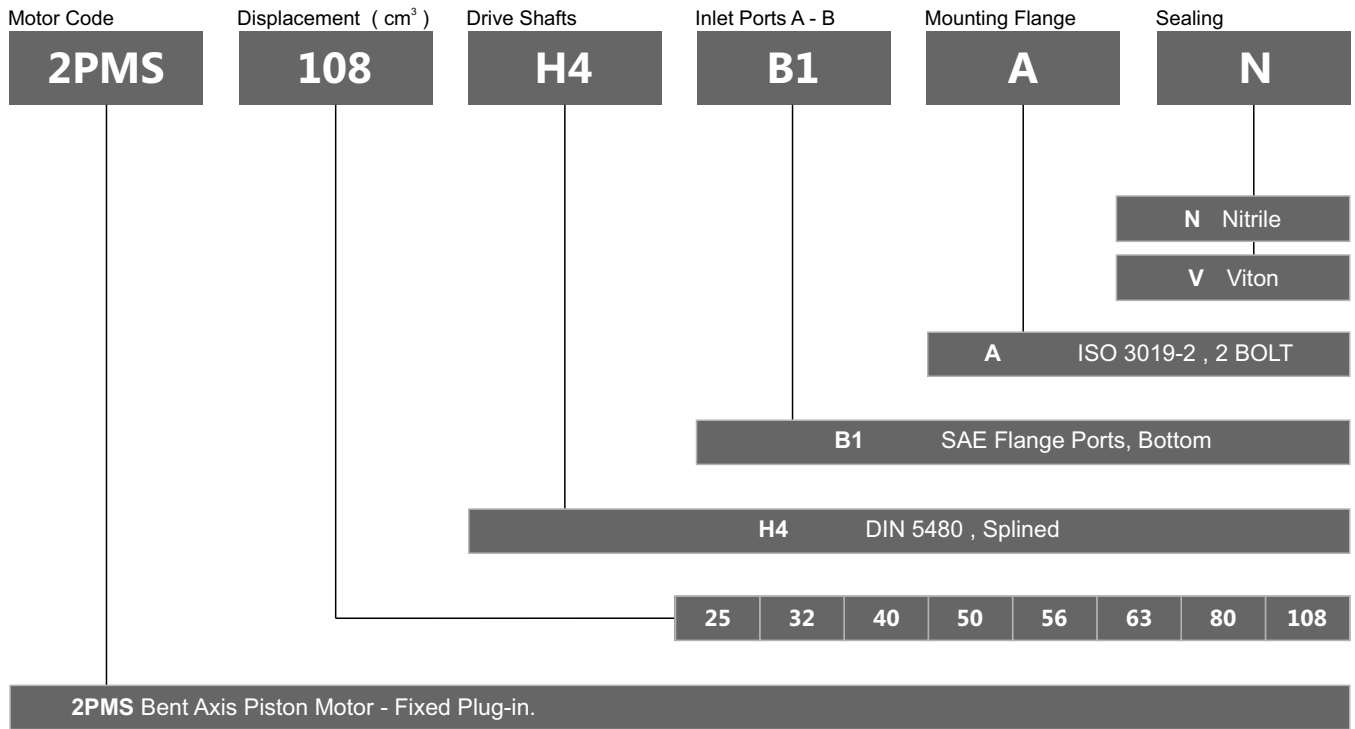 Motor Code Displacement ( cm³ ) Drive Shafts Inlet Ports A - B Mounting Flange Sealing
2PMS 108 H4 B1 A N
N Nitrile
V Viton
A ISO 3019-2 , 2 BOLT
B1 SAE Flange Ports, Bottom
H4 DIN 5480 , Splined
25 32 40 50 56 63 80 108
2PMS Bent Axis Piston Motor - Fixed Plug-in.